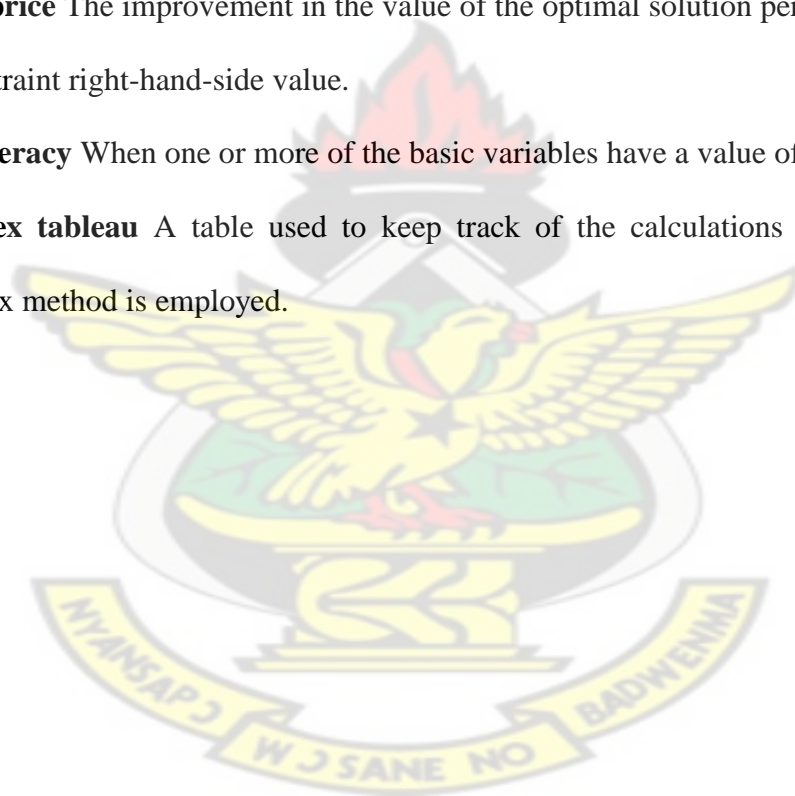 price The improvement in the value of the optimal solution per
traint right-hand-side value.
eracy When one or more of the basic variables have a value of
ex tableau A table used to keep track of the calculations
x method is employed.
NYANSAPƆ
WƆSANE NO
BADWENMA